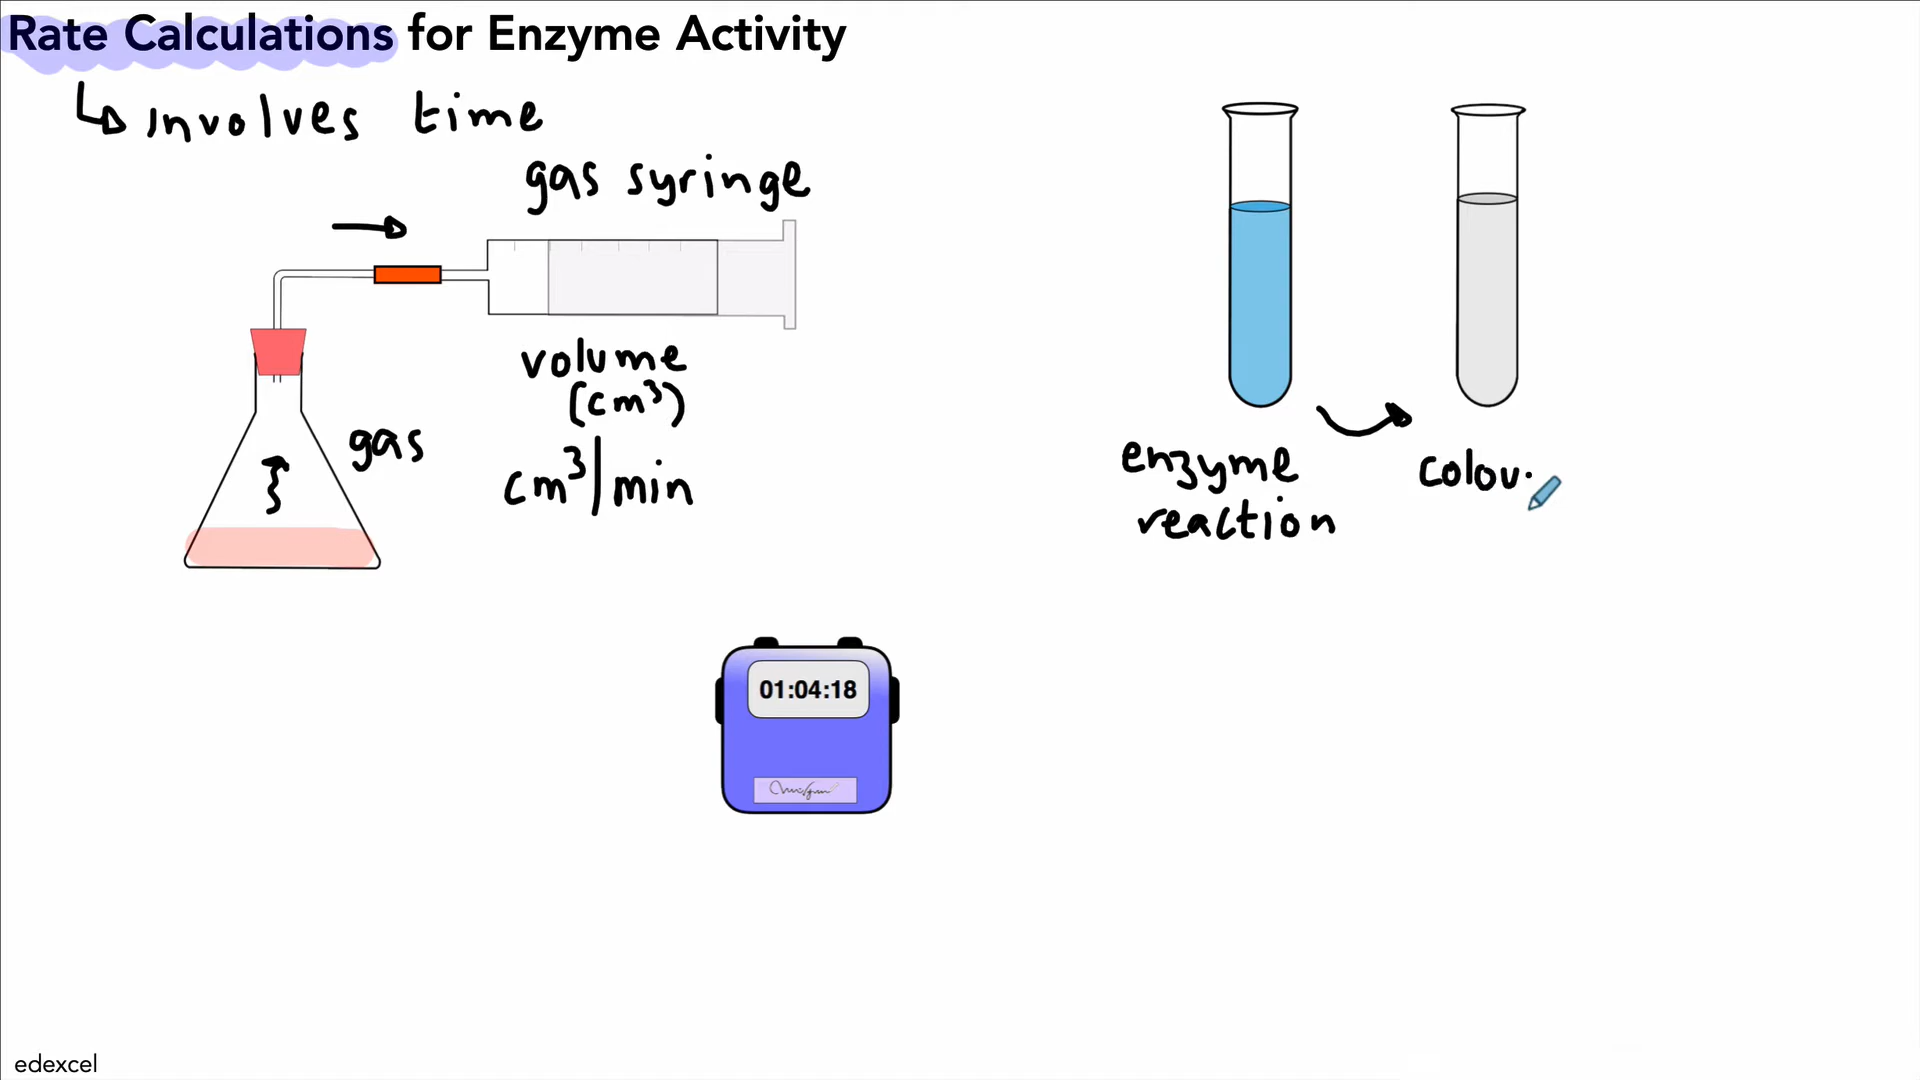 Rate Calculations for Enzyme Activity
involves time
gas syringe
volume
(cm³)
gas
cm³/min
enzyme
reaction
colou
01:04:18
edexcel